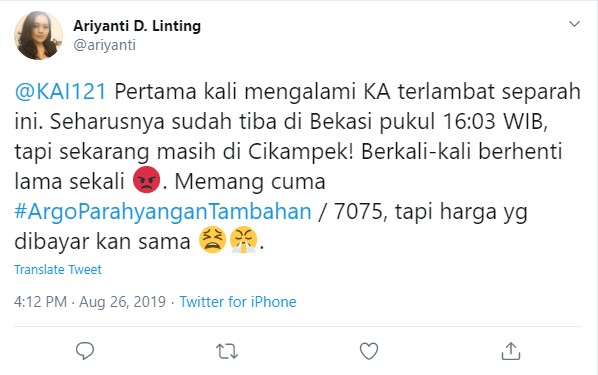 Ariyanti D. Linting
@ariyanti
@KAI121 Pertama kali mengalami KA terlambat separah
ini. Seharusnya sudah tiba di Bekasi pukul 16:03 WIB,
tapi sekarang masih di Cikampek! Berkali-kali berhenti
lama sekali 😡. Memang cuma
#ArgoParahyanganTambahan / 7075, tapi harga yg
dibayar kan sama 😫😤.
Translate Tweet
4:12 PM · Aug 26, 2019 · Twitter for iPhone